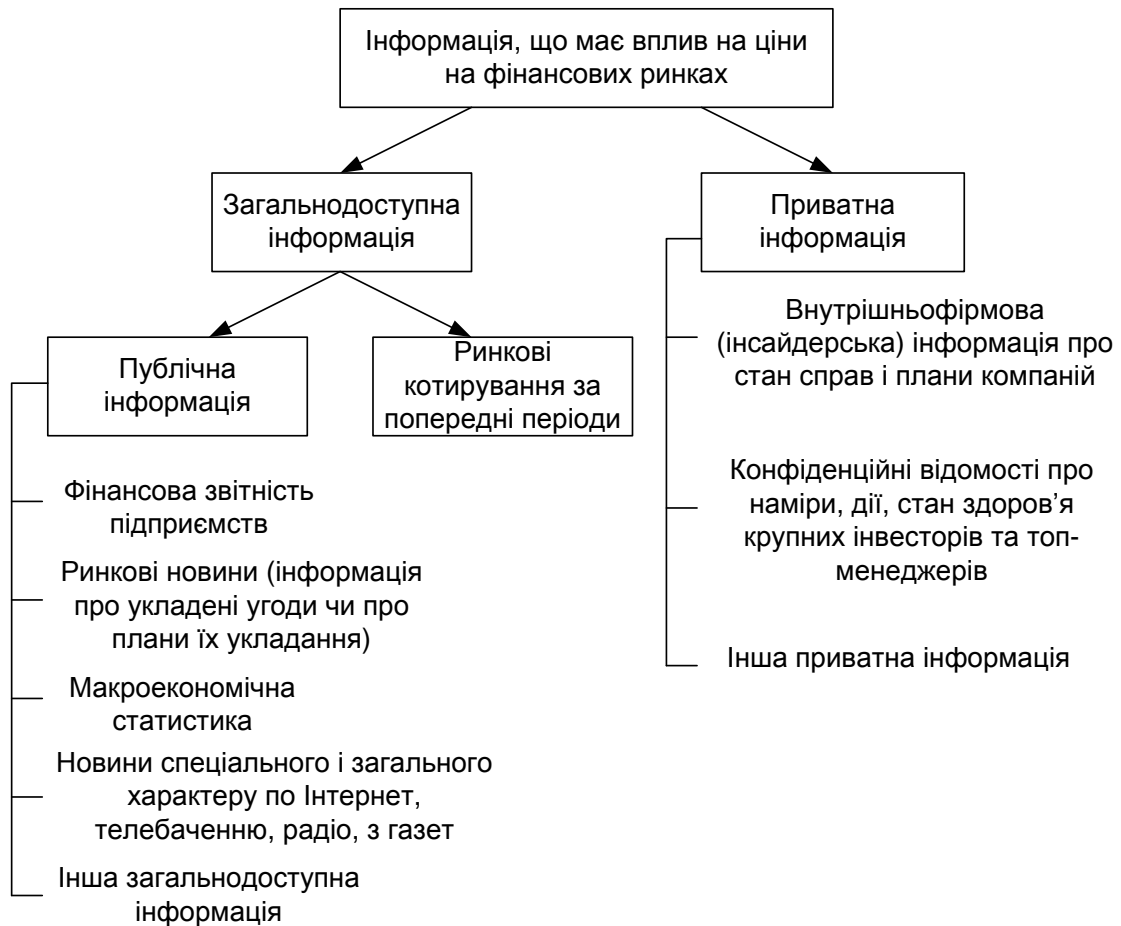 Інформація, що має вплив на ціни
на фінансових ринках
Загальнодоступна
інформація
Приватна
інформація
Публічна
інформація
Ринкові
котирування за
попередні періоди
Внутрішньофірмова
(інсайдерська) інформація про
стан справ і плани компаній
Фінансова звітність
підприємств
Конфіденційні відомості про
наміри, дії, стан здоров’я
крупних інвесторів та топ-
менеджерів
Ринкові новини (інформація
про укладені угоди чи про
плани їх укладання)
Інша приватна інформація
Макроекономічна
статистика
Новини спеціального і загального
характеру по Інтернет,
телебаченню, радіо, з газет
Інша загальнодоступна
інформація